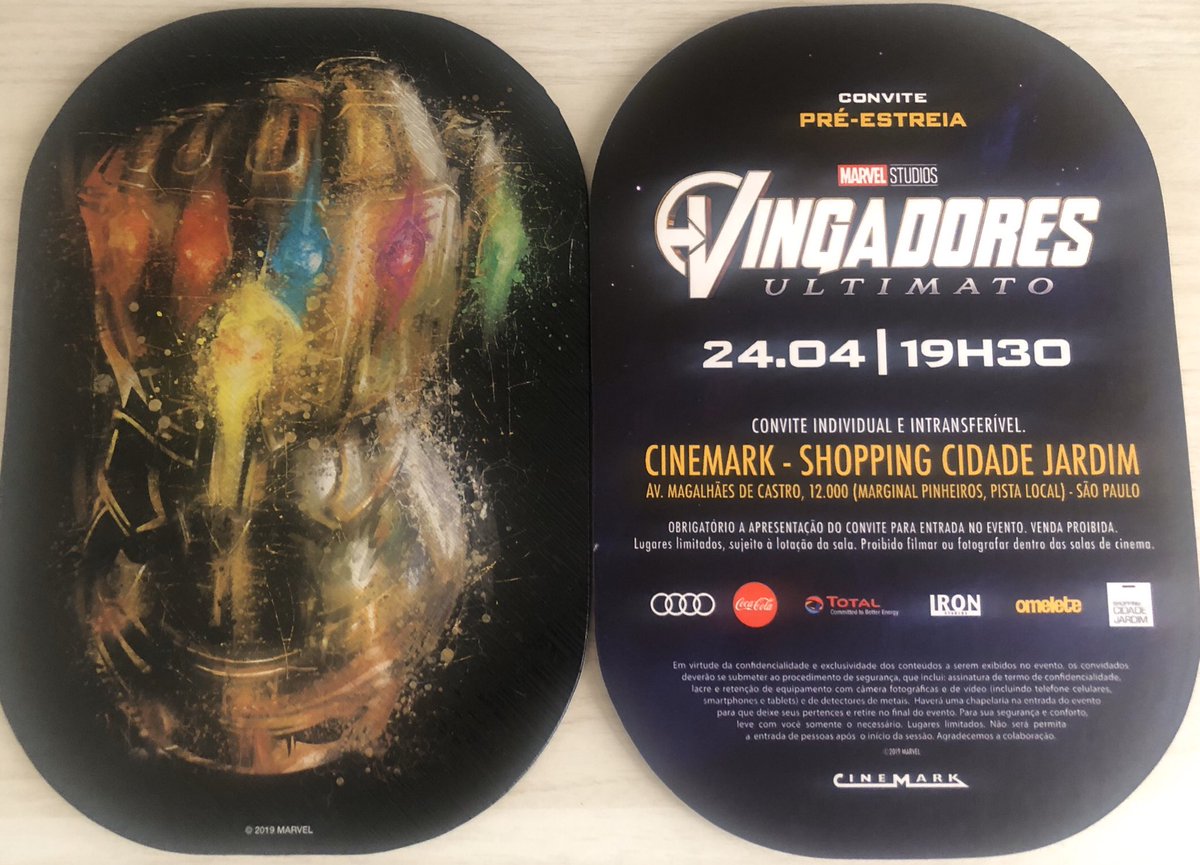 © 2019 MARVEL
CONVITE
PRÉ-ESTREIA
MARVEL STUDIOS
VINGADORES
ULTIMATO
24.04 | 19H30
CONVITE INDIVIDUAL E INTRANSFERÍVEL.
CINEMARK - SHOPPING CIDADE JARDIM
AV. MAGALHÃES DE CASTRO, 12.000 (MARGINAL PINHEIROS, PISTA LOCAL) - SÃO PAULO
OBRIGATÓRIO A APRESENTAÇÃO DO CONVITE PARA ENTRADA NO EVENTO. VENDA PROIBIDA.
Lugares limitados, sujeito à lotação da sala. Proibido filmar ou fotografar dentro das salas de cinema.
Coca-Cola
TOTAL
Committed to Better Energy
IRON
STUDIOS
omelete
SHOPPING
CIDADE
JARDIM
Em virtude da confidencialidade e exclusividade dos conteúdos a serem exibidos no evento, os convidados
deverão se submeter ao procedimento de segurança, que inclui: assinatura de termo de confidencialidade,
lacre e retenção de equipamento com câmera fotográficas e de vídeo (incluindo telefone celulares,
smartphones e tablets) e de detectores de metais. Haverá uma chapelaria na entrada do evento
para que deixe seus pertences e retire no final do evento. Para sua segurança e conforto,
leve com você somente o necessário. Lugares limitados. Não será permita
a entrada de pessoas após o início da sessão. Agradecemos a colaboração.
©2019 MARVEL
CINEMARK